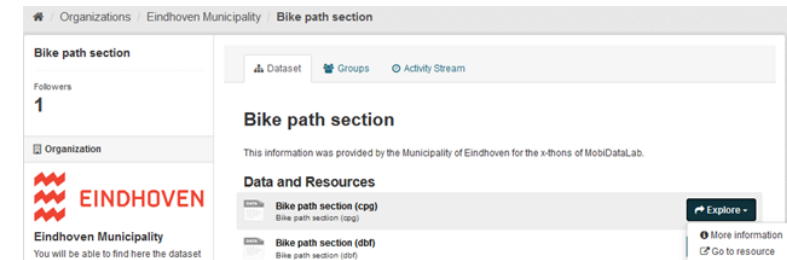 / Organizations / Eindhoven Municipality / Bike path section
Bike path section
Followers
1
Organization
EINDHOVEN
Eindhoven Municipality
You will be able to find here the dataset
Dataset Groups Activity Stream
Bike path section
This information was provided by the Municipality of Eindhoven for the x-thons of MobiDataLab.
Data and Resources
DATA
Bike path section (cpg)
Bike path section (cpg)
Explore
More information
Go to resource
DATA
Bike path section (dbf)
Bike path section (dbf)